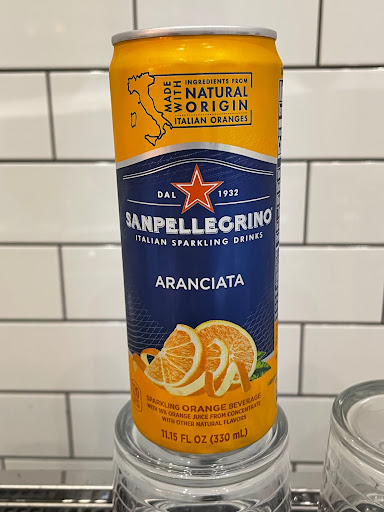 MADE WITH
INGREDIENTS FROM
NATURAL
ORIGIN
ITALIAN ORANGES
DAL 1932
SANPELLEGRINO
ITALIAN SPARKLING DRINKS
ARANCIATA
SPARKLING ORANGE BEVERAGE
WITH 16% ORANGE JUICE FROM CONCENTRATE
WITH OTHER NATURAL FLAVORS
11.15 FL OZ (330 mL)